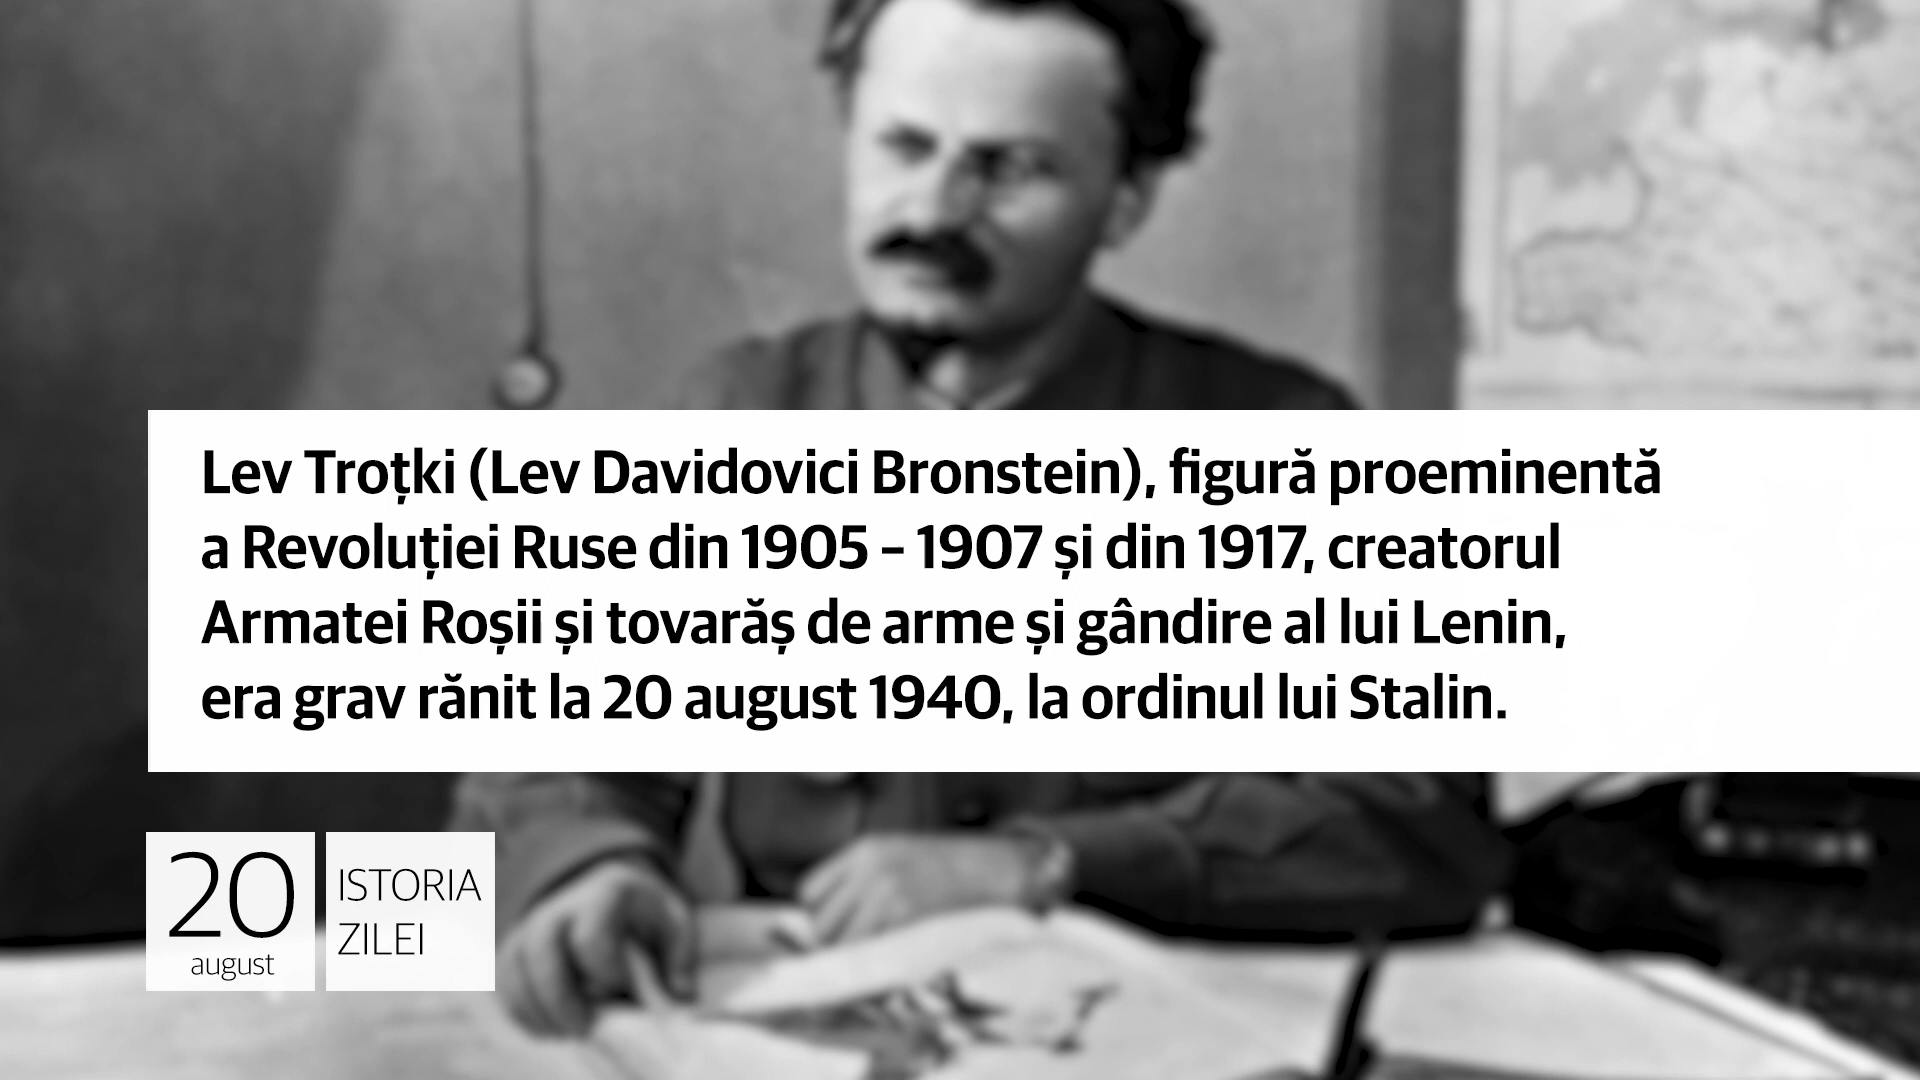 Lev Troțki (Lev Davidovici Bronstein), figură proeminentă
a Revoluției Ruse din 1905 – 1907 și din 1917, creatorul
Armatei Roșii și tovarăș de arme și gândire al lui Lenin,
era grav rănit la 20 august 1940, la ordinul lui Stalin.
20
august
ISTORIA
ZILEI